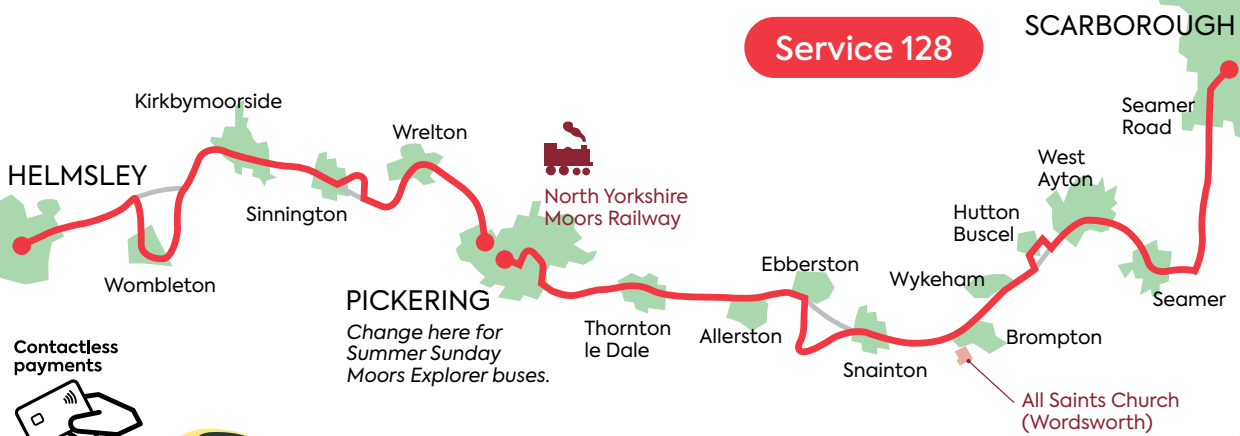 Service 128
SCARBOROUGH
Seamer
Road
West
Ayton
Hutton
Buscel
Wykeham
Seamer
Brompton
All Saints Church
(Wordsworth)
Snainton
Ebberston
Allerston
Thornton
le Dale
North Yorkshire
Moors Railway
PICKERING
Change here for
Summer Sunday
Moors Explorer buses.
Wrelton
Sinnington
Kirkbymoorside
Wombleton
HELMSLEY
Contactless
payments